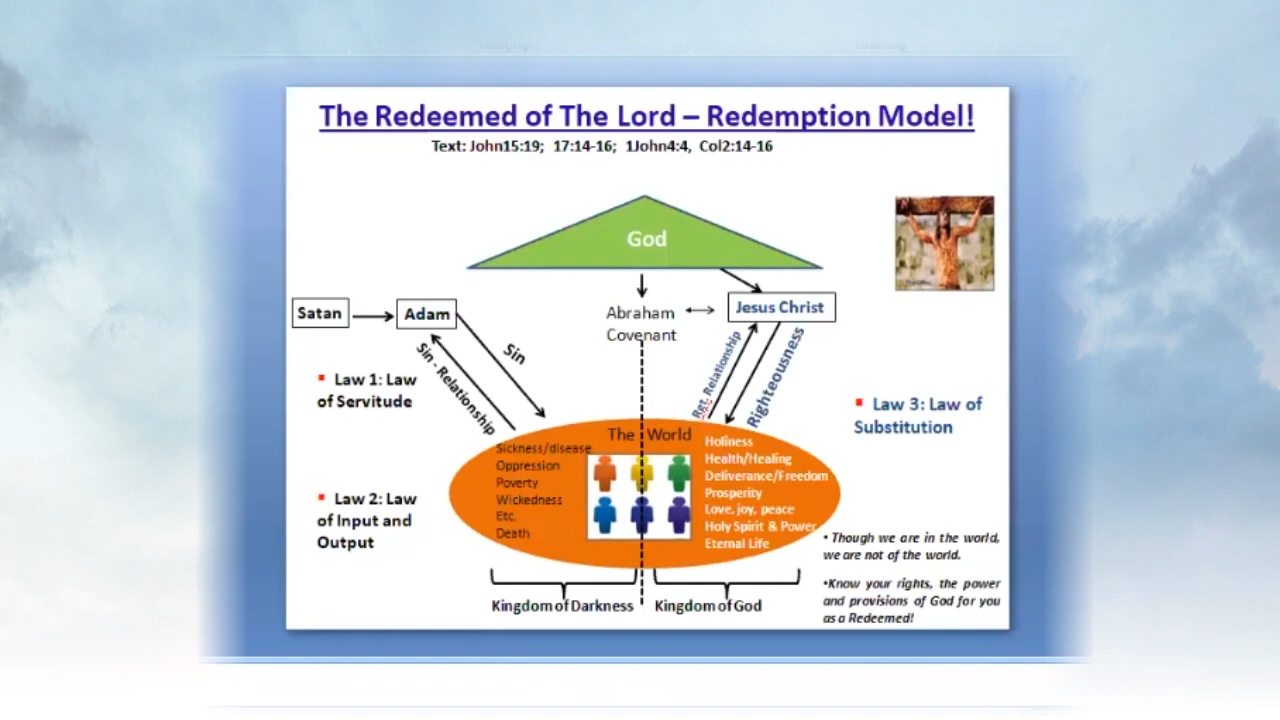 The Redeemed of The Lord – Redemption Model!
Text: John15:19; 17:14-16; 1John4:4, Col2:14-16
God
Satan
Adam
Abraham
Covenant
Jesus Christ
Sin
Sin - Relationship
Rgt. Relationship
Righteousness
▪ Law 1: Law
of Servitude
▪ Law 2: Law
of Input and
Output
▪ Law 3: Law of
Substitution
The World
Sickness/disease
Oppression
Poverty
Wickedness
Etc.
Death
Holiness
Health/Healing
Deliverance/Freedom
Prosperity
Love, joy, peace
Holy Spirit & Power
Eternal Life
Kingdom of Darkness
Kingdom of God
• Though we are in the world,
we are not of the world.
•Know your rights, the power
and provisions of God for you
as a Redeemed!